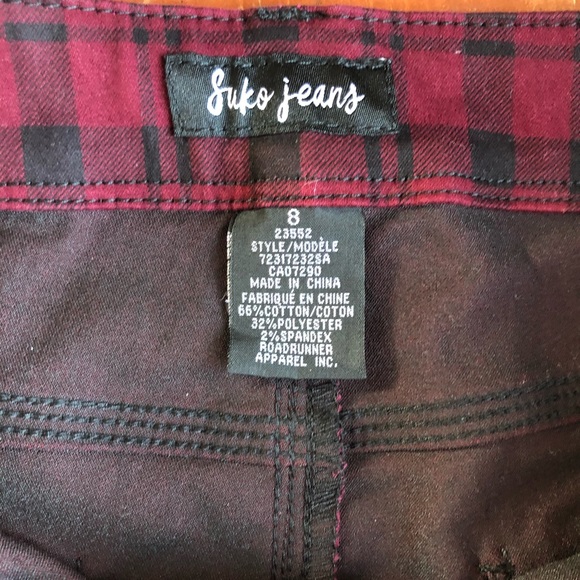 Suko jeans
8
23552
STYLE/MODÈLE
72317232SA
CA07290
MADE IN CHINA
FABRIQUÉ EN CHINE
66%COTTON/COTON
32%POLYESTER
2%SPANDEX
ROADRUNNER
APPAREL INC.